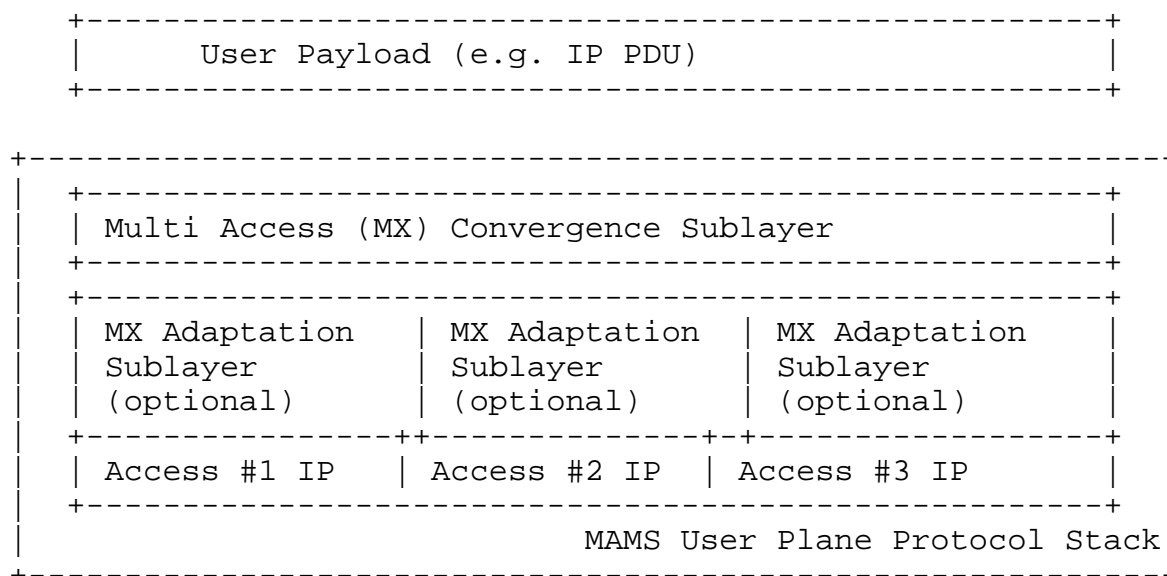 User Payload (e.g. IP PDU)
Multi Access (MX) Convergence Sublayer
MX Adaptation MX Adaptation MX Adaptation
Sublayer Sublayer Sublayer
(optional) (optional) (optional)
Access #1 IP Access #2 IP Access #3 IP
MAMS User Plane Protocol Stack